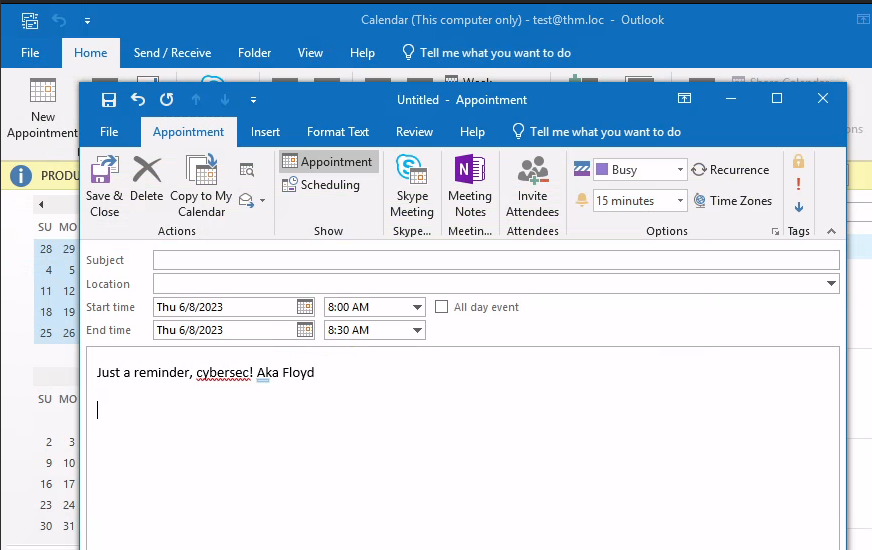 Calendar (This computer only) - test@thm.loc - Outlook
File Home Send / Receive Folder View Help Tell me what you want to do
New
Appointment
Week
Share Calendar
PRODU
Untitled - Appointment
File Appointment Insert Format Text Review Help Tell me what you want to do
Save &
Close
Delete
Copy to My
Calendar
Actions
Appointment
Scheduling
Show
Skype
Meeting
Skype...
Meeting
Notes
Meetin...
Invite
Attendees
Attendees
Busy
Recurrence
15 minutes
Time Zones
Options
Tags
SU MO
28 29
4 5
11 12
18 19
25 26
SU MO
2 3
9 10
16 17
23 24
30 31
Subject
Location
Start time Thu 6/8/2023 8:00 AM All day event
End time Thu 6/8/2023 8:30 AM
Just a reminder, cybersec! Aka Floyd